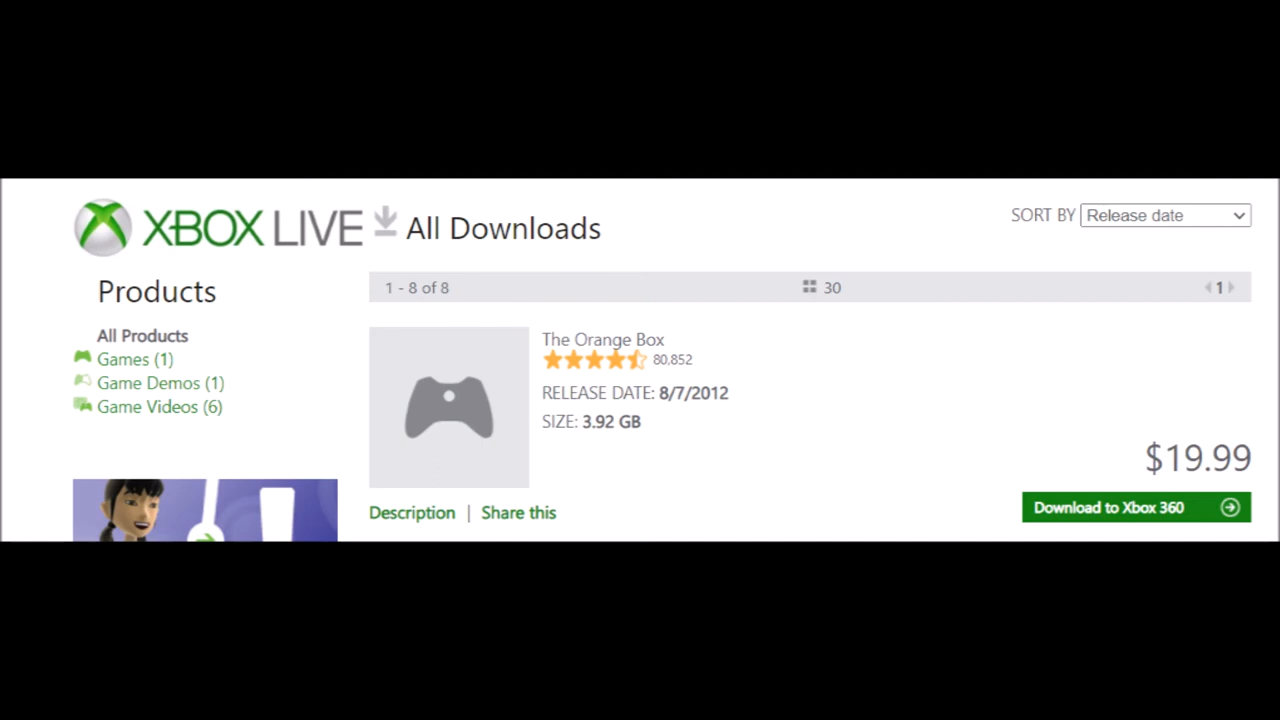 XBOX LIVE
All Downloads
SORT BY Release date
Products
All Products
Games (1)
Game Demos (1)
Game Videos (6)
1 - 8 of 8
30
1
The Orange Box
80,852
RELEASE DATE: 8/7/2012
SIZE: 3.92 GB
$19.99
Description | Share this
Download to Xbox 360